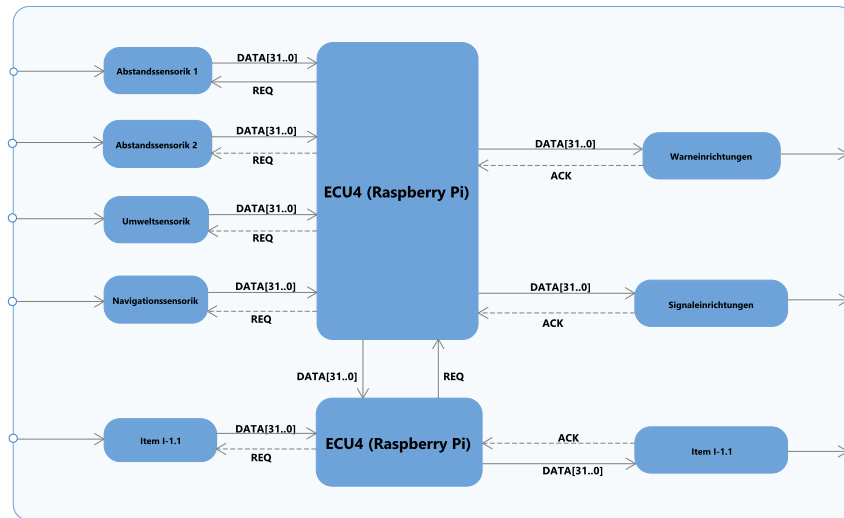 DATA[31..0]
Abstandssensorik 1
REQ
DATA[31..0]
Abstandssensorik 2
REQ
DATA[31..0]
Umweltsensorik
REQ
DATA[31..0]
Navigationssensorik
REQ
ECU4 (Raspberry Pi)
DATA[31..0]
Warneinrichtungen
ACK
DATA[31..0]
Signaleinrichtungen
ACK
DATA[31..0]
REQ
DATA[31..0]
Item I-1.1
REQ
ECU4 (Raspberry Pi)
ACK
Item I-1.1
DATA[31..0]